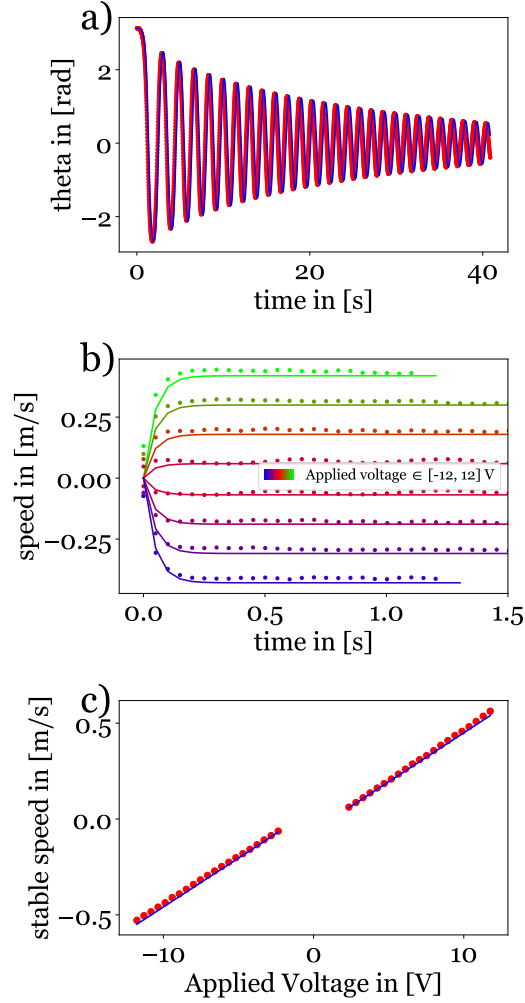 a)
theta in [rad]
2
0
−2
0
20
40
time in [s]
b)
speed in [m/s]
0.25
0.00
−0.25
Applied voltage ∈ [-12, 12] V
0.0
0.5
1.0
1.5
time in [s]
c)
stable speed in [m/s]
0.5
0.0
−0.5
−10
0
10
Applied Voltage in [V]